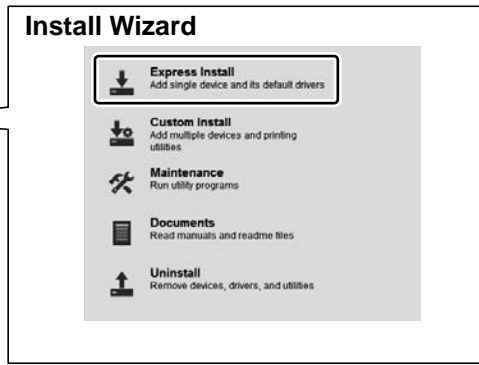 Install Wizard
Express Install
Add single device and its default drivers
Custom Install
Add multiple devices and printing
utilities
Maintenance
Run utility programs
Documents
Read manuals and readme files
Uninstall
Remove devices, drivers, and utilities